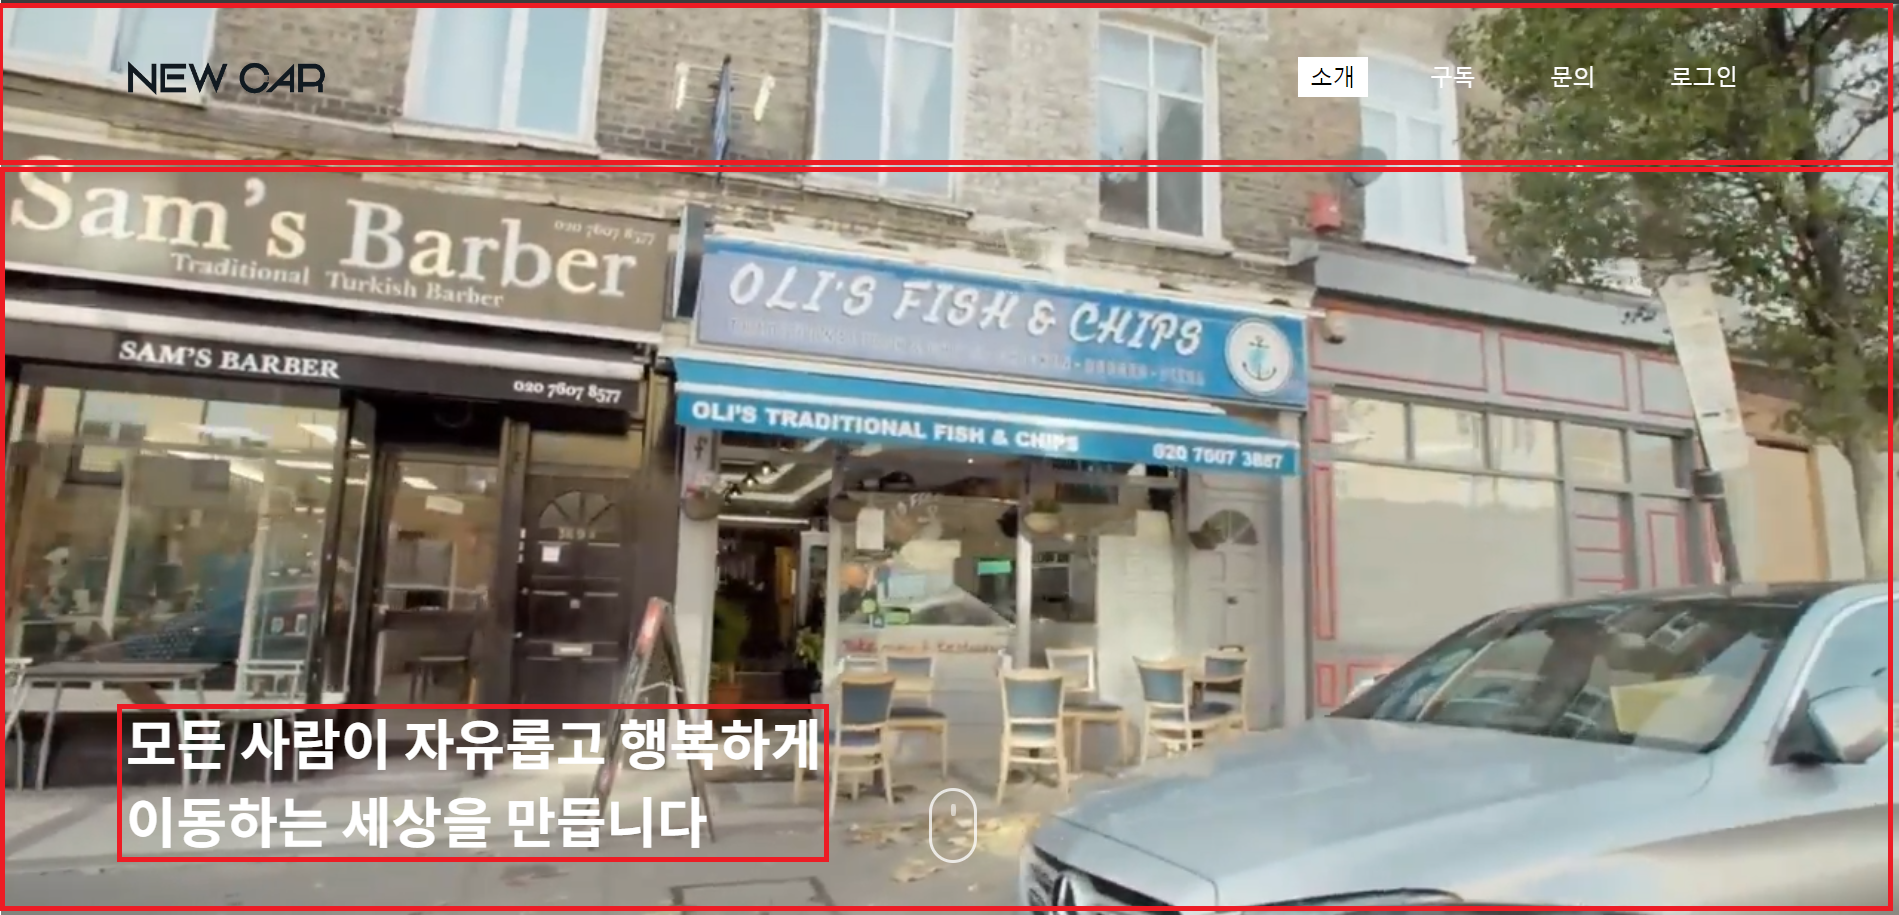 NEW CAR
소개 구독 문의 로그인
Sam's Barber
020 7607 8577
Traditional Turkish Barber
OLI'S FISH & CHIPS
SAM'S BARBER
020 7607 8577
OLI'S TRADITIONAL FISH & CHIPS
020 7607 3887
모든 사람이 자유롭고 행복하게
이동하는 세상을 만듭니다